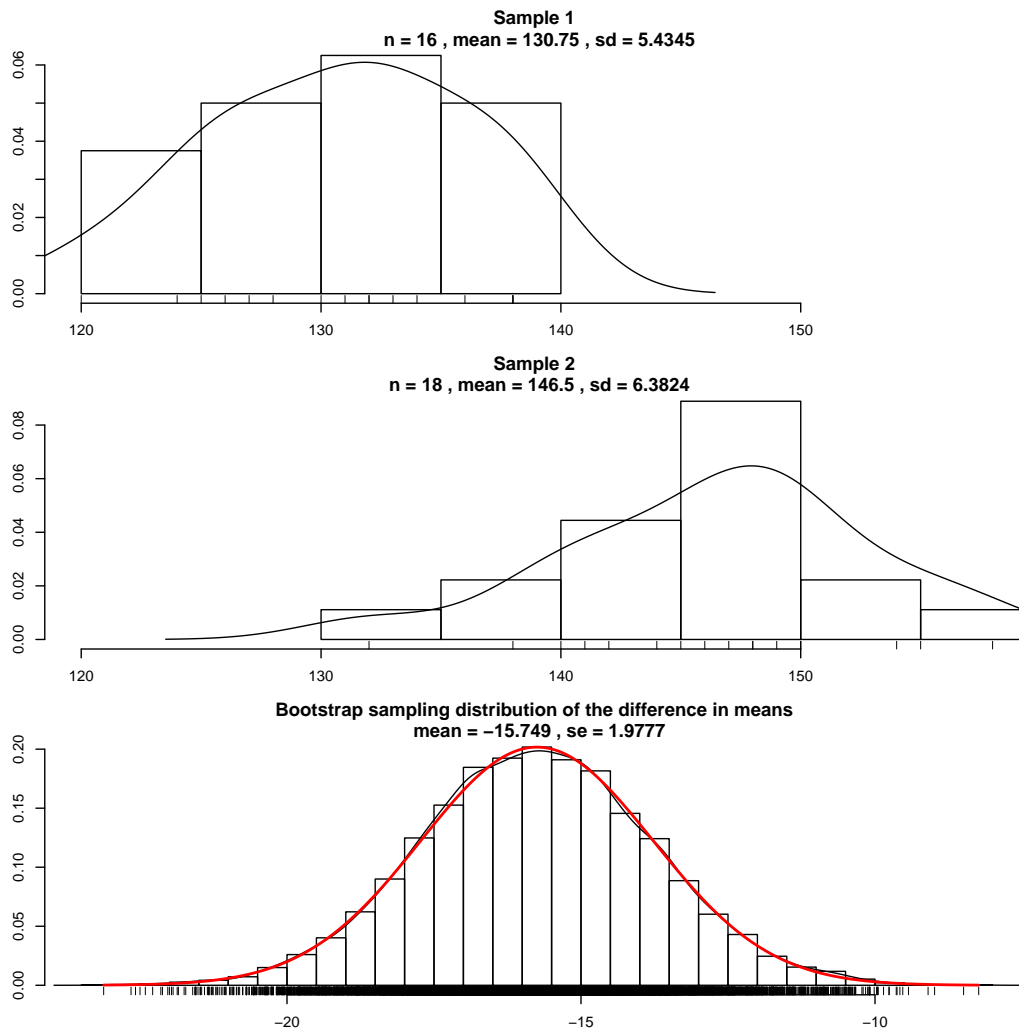 Sample 1
n = 16 , mean = 130.75 , sd = 5.4345
0.06
0.04
0.02
0.00
120 130 140 150
Sample 2
n = 18 , mean = 146.5 , sd = 6.3824
0.08
0.06
0.04
0.02
0.00
120 130 140 150
Bootstrap sampling distribution of the difference in means
mean = −15.749 , se = 1.9777
0.20
0.15
0.10
0.05
0.00
−20 −15 −10